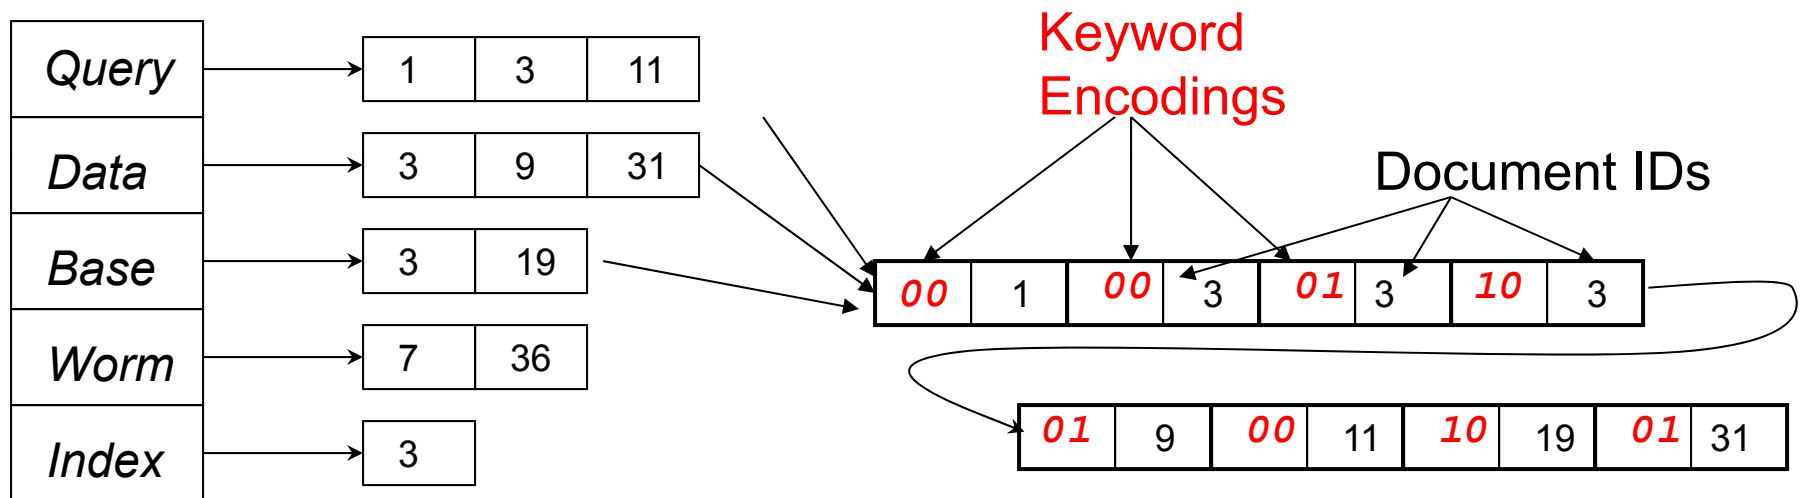 Query 1 3 11
Data 3 9 31
Base 3 19
Worm 7 36
Index 3
Keyword
Encodings
Document IDs
00 1 00 3 01 3 10 3
01 9 00 11 10 19 01 31